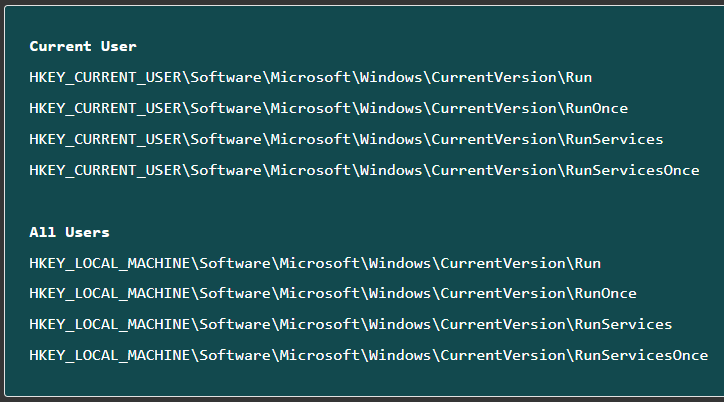 Current User
HKEY_CURRENT_USER\Software\Microsoft\Windows\CurrentVersion\Run
HKEY_CURRENT_USER\Software\Microsoft\Windows\CurrentVersion\RunOnce
HKEY_CURRENT_USER\Software\Microsoft\Windows\CurrentVersion\RunServices
HKEY_CURRENT_USER\Software\Microsoft\Windows\CurrentVersion\RunServicesOnce
All Users
HKEY_LOCAL_MACHINE\Software\Microsoft\Windows\CurrentVersion\Run
HKEY_LOCAL_MACHINE\Software\Microsoft\Windows\CurrentVersion\RunOnce
HKEY_LOCAL_MACHINE\Software\Microsoft\Windows\CurrentVersion\RunServices
HKEY_LOCAL_MACHINE\Software\Microsoft\Windows\CurrentVersion\RunServicesOnce